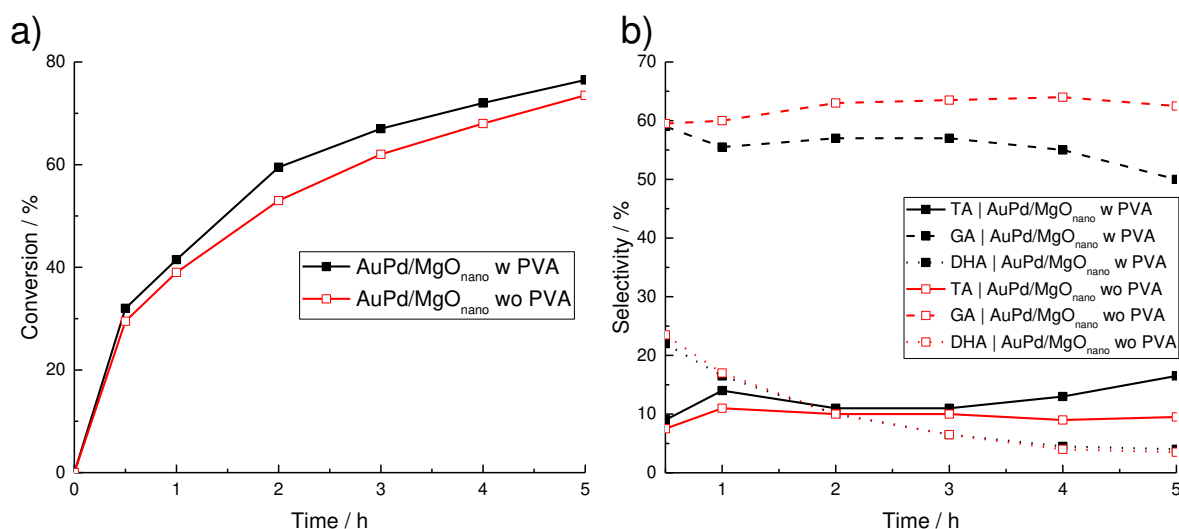 a)
80
60
40
20
0
Conversion / %
0 1 2 3 4 5
Time / h
AuPd/MgOnano w PVA
AuPd/MgOnano wo PVA
b)
70
60
50
40
30
20
10
0
Selectivity / %
1 2 3 4 5
Time / h
TA | AuPd/MgOnano w PVA
GA | AuPd/MgOnano w PVA
DHA | AuPd/MgOnano w PVA
TA | AuPd/MgOnano wo PVA
GA | AuPd/MgOnano wo PVA
DHA | AuPd/MgOnano wo PVA